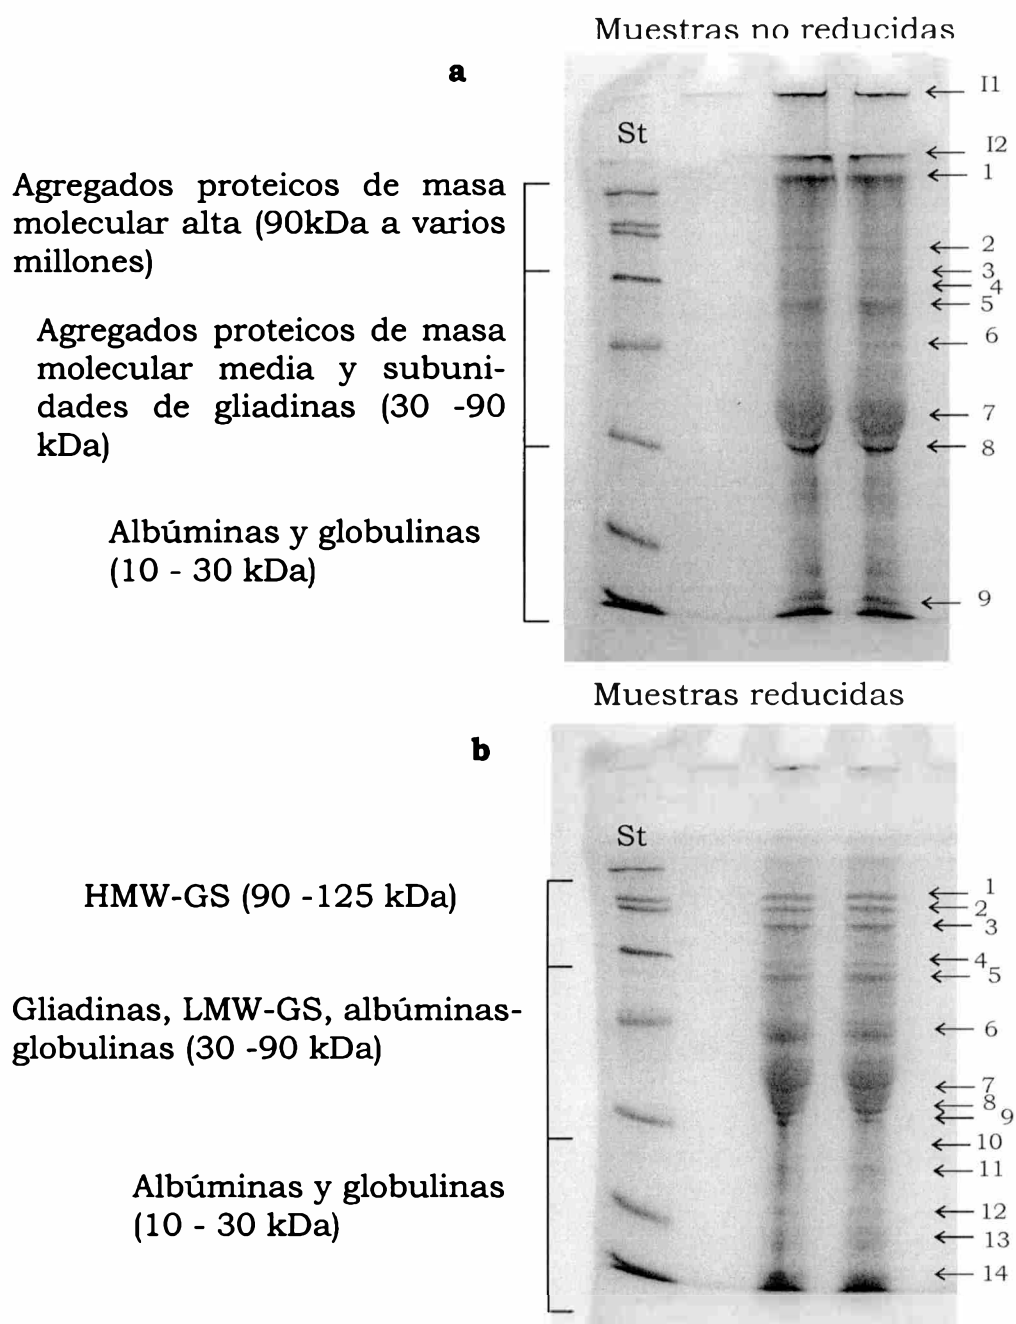 Muestras no reducidas
a
St
I1
I2
1
2
3
4
5
6
7
8
9
Agregados proteicos de masa
molecular alta (90kDa a varios
millones)
Agregados proteicos de masa
molecular media y subuni-
dades de gliadinas (30 -90
kDa)
Albúminas y globulinas
(10 - 30 kDa)
Muestras reducidas
b
St
HMW-GS (90 -125 kDa)
Gliadinas, LMW-GS, albúminas-
globulinas (30 -90 kDa)
Albúminas y globulinas
(10 - 30 kDa)
1
2
3
4
5
6
7
8
9
10
11
12
13
14